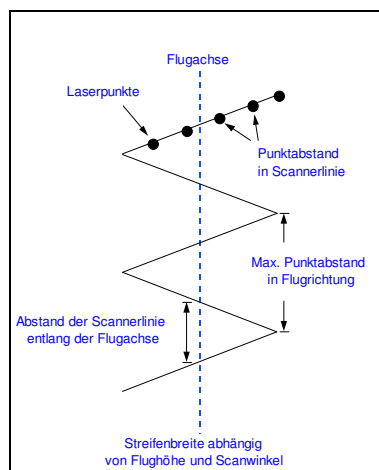 Flugachse
Laserpunkte
Punktabstand
in Scannerlinie
Max. Punktabstand
in Flugrichtung
Abstand der Scannerlinie
entlang der Flugachse
Streifenbreite abhängig
von Flughöhe und Scanwinkel